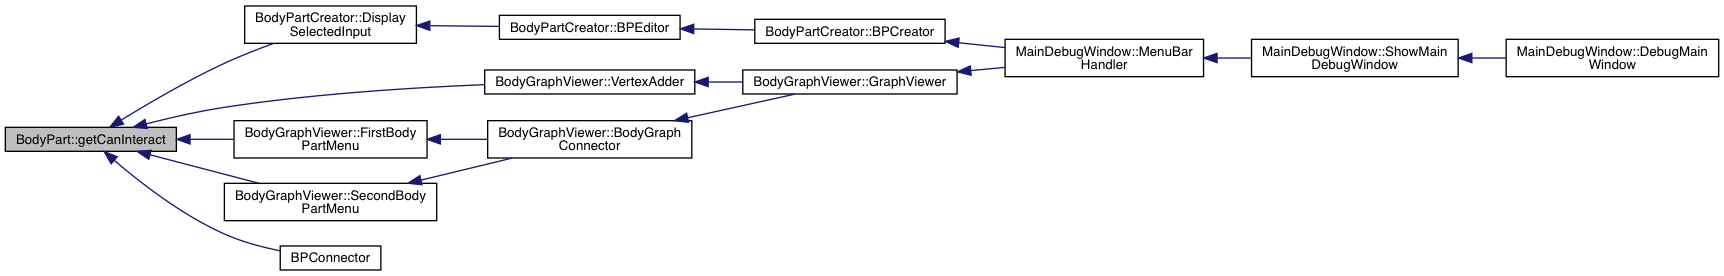 BodyPart::getCanInteract
BodyPartCreator::Display
SelectedInput
BodyPartCreator::BPEditor
BodyPartCreator::BPCreator
MainDebugWindow::MenuBar
Handler
MainDebugWindow::ShowMain
DebugWindow
MainDebugWindow::DebugMain
Window
BodyGraphViewer::VertexAdder
BodyGraphViewer::GraphViewer
BodyGraphViewer::FirstBody
PartMenu
BodyGraphViewer::BodyGraph
Connector
BodyGraphViewer::SecondBody
PartMenu
BPConnector